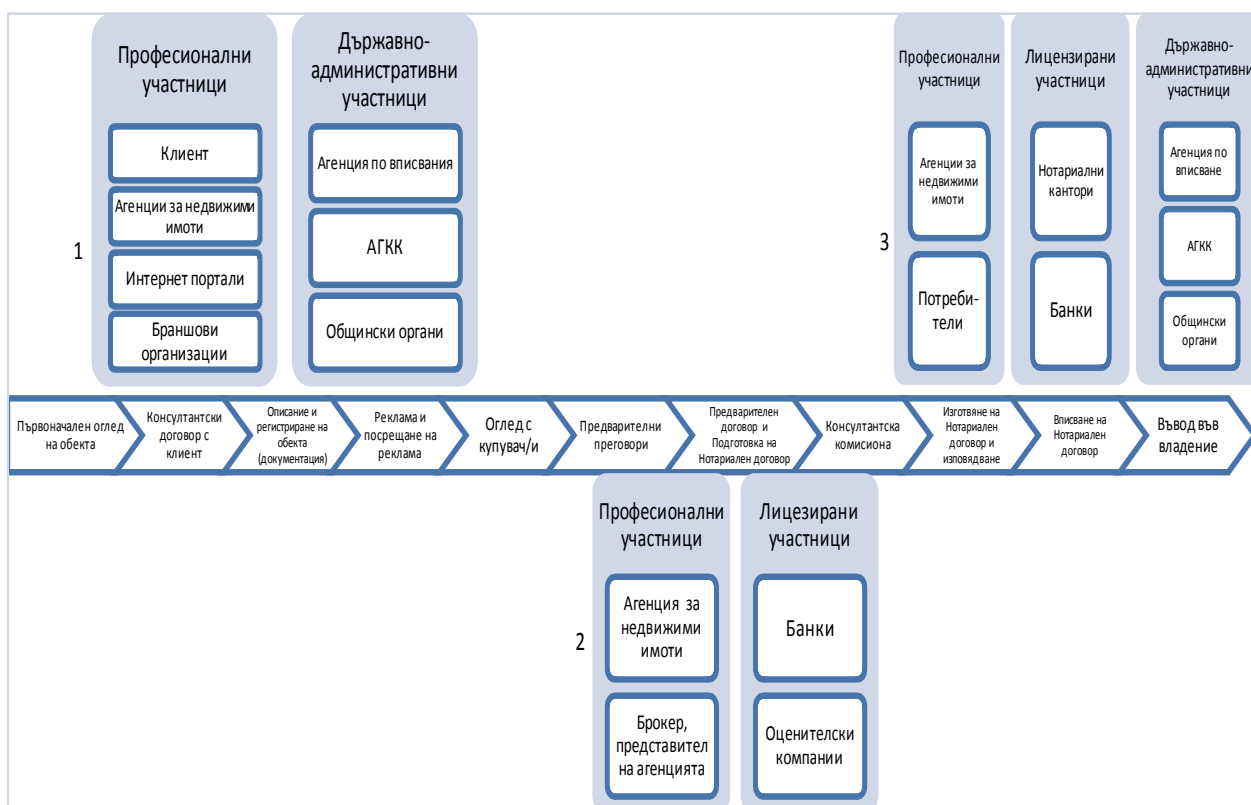 Професионални
участници
Клиент
Агенции за недвижими
имоти
Интернет портали
Браншови
организации
Държавно-
административни
участници
Агенция по вписвания
АГКК
Общински органи
1
3
Професионални
участници
Агенции за
недвижими
имоти
Потреби-
тели
Лицензирани
участници
Нотариални
кантори
Банки
Държавно-
административни
участници
Агенция по
вписване
АГКК
Общински
органи
Първоначален оглед
на обекта
Консултантски
договор с
клиент
Описание и
регистриране на
обекта
(документация)
Реклама и
посрещане на
реклама
Оглед с
купувач/и
Предварителни
преговори
Предварителен
договор и
Подготовка на
Нотариален договор
Консултантска
комисиона
Изготвяне на
Нотариален
договор и
изповядване
Вписване на
Нотариален
договор
Въвод във
владение
2
Професионални
участници
Агенция за
недвижими
имоти
Брокер,
представител
на агенцията
Лицезирани
участници
Банки
Оценителски
компании